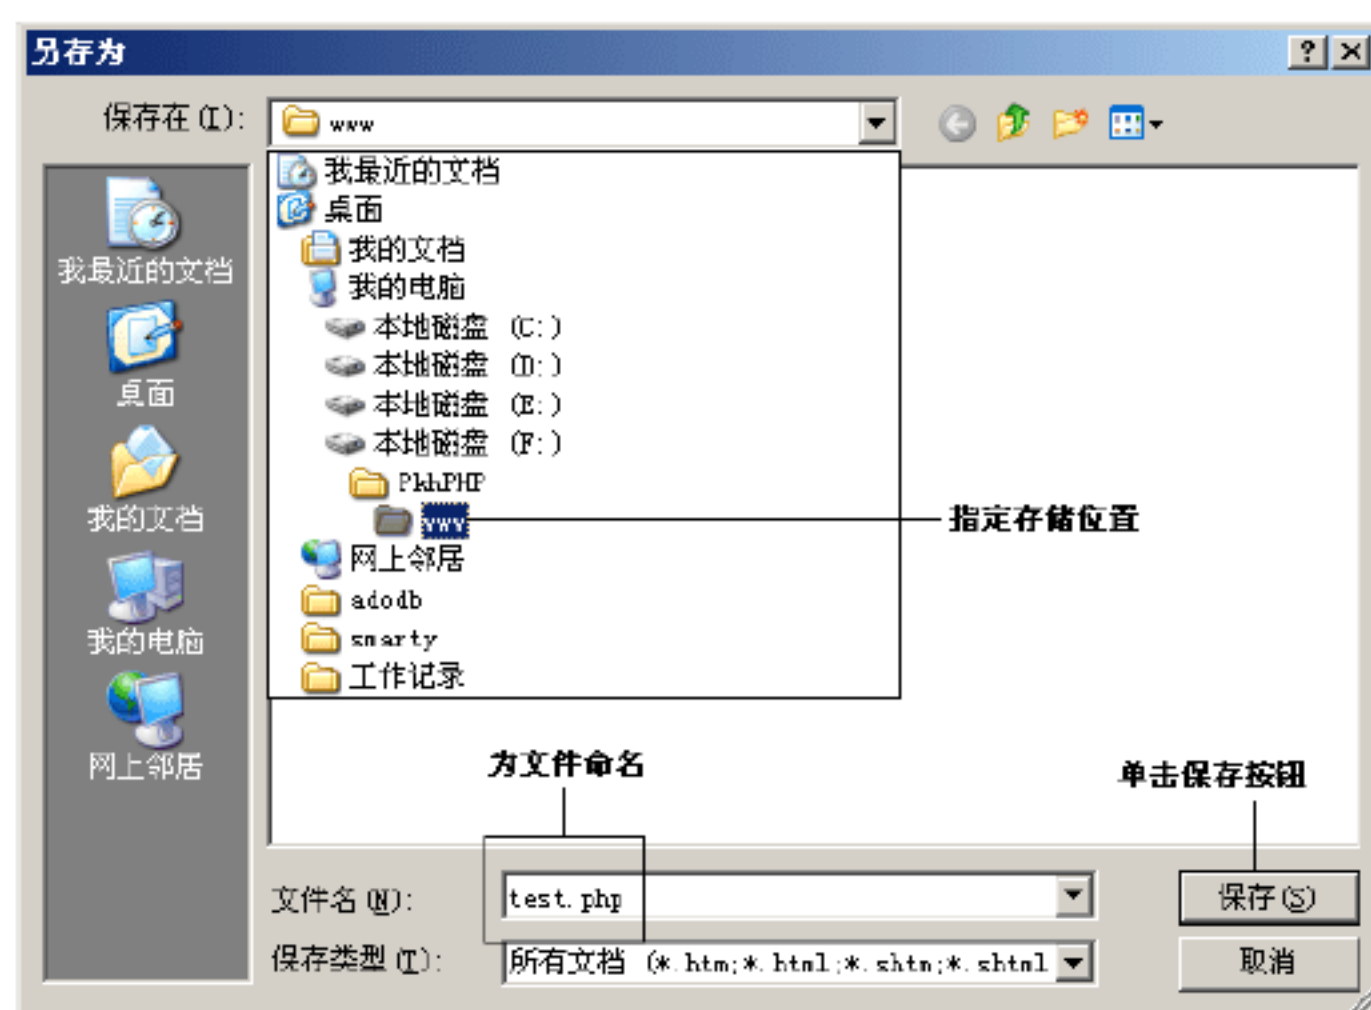 另存为
保存在(I):
www
我最近的文档
桌面
我的文档
我的电脑
本地磁盘 (C:)
本地磁盘 (D:)
本地磁盘 (E:)
本地磁盘 (F:)
PkhPHP
www
网上邻居
adodb
smarty
工作记录
我最近的文档
桌面
我的文档
我的电脑
网上邻居
指定存储位置
为文件命名
单击保存按钮
文件名(N):
test.php
保存(S)
保存类型(T):
所有文档 (*.htm;*.html;*.shtm;*.shtml
取消